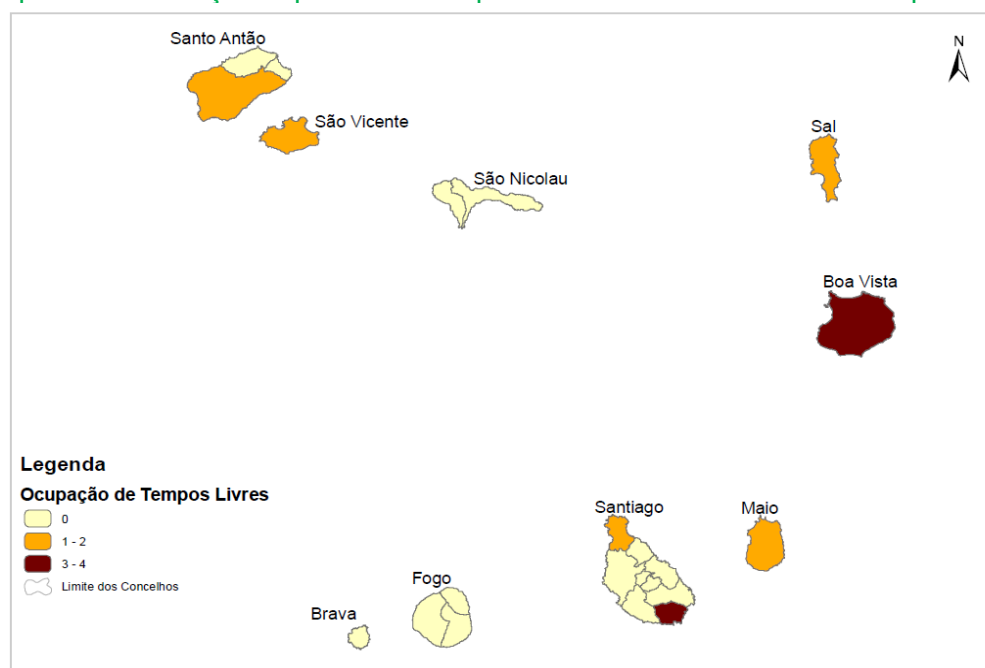 Santo Antão
N
São Vicente
Sal
São Nicolau
Boa Vista
Legenda
Ocupação de Tempos Livres
0
1 - 2
3 - 4
Limite dos Concelhos
Santiago
Maio
Fogo
Brava